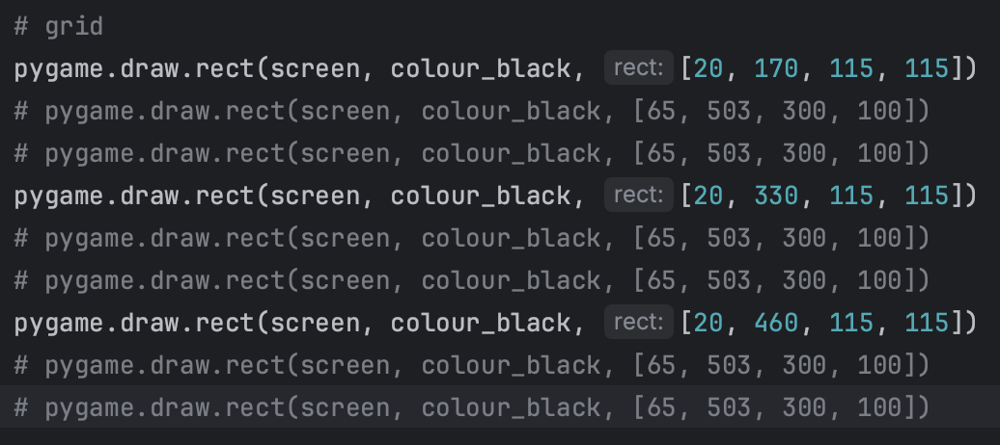 # grid
pygame.draw.rect(screen, colour_black, rect: [20, 170, 115, 115])
# pygame.draw.rect(screen, colour_black, [65, 503, 300, 100])
# pygame.draw.rect(screen, colour_black, [65, 503, 300, 100])
pygame.draw.rect(screen, colour_black, rect: [20, 330, 115, 115])
# pygame.draw.rect(screen, colour_black, [65, 503, 300, 100])
# pygame.draw.rect(screen, colour_black, [65, 503, 300, 100])
pygame.draw.rect(screen, colour_black, rect: [20, 460, 115, 115])
# pygame.draw.rect(screen, colour_black, [65, 503, 300, 100])
# pygame.draw.rect(screen, colour_black, [65, 503, 300, 100])